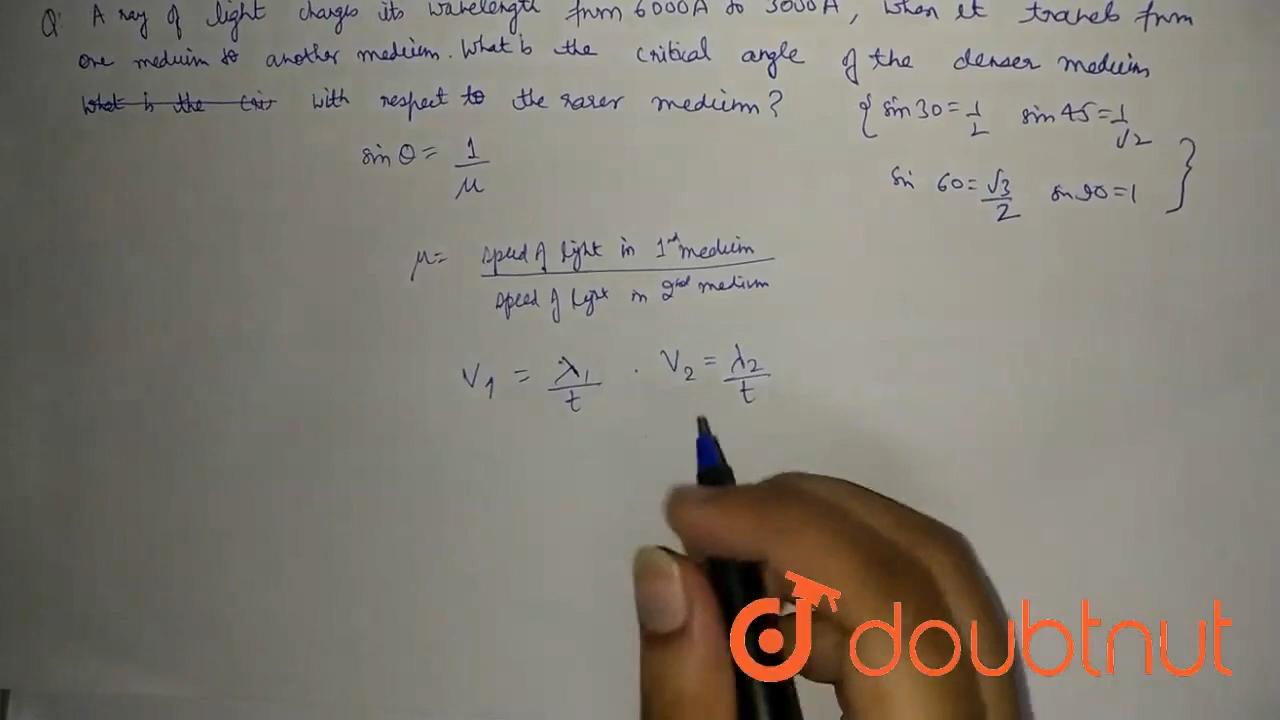 Q. A ray of light changes its wavelength from 6000A to 3000A, when it travels from
one medium to another medium. What is the critical angle of the denser medium
What is the cri with respect to the rarer medium?
{ sin 30 = 1/2 sin 45 = 1/√2
sin 60 = √3/2 sin 90 = 1 }
sin θ = 1/μ
μ = speed of light in 1st medium
speed of light in 2nd medium
V1 = λ1/t . V2 = λ2/t
doubtnut